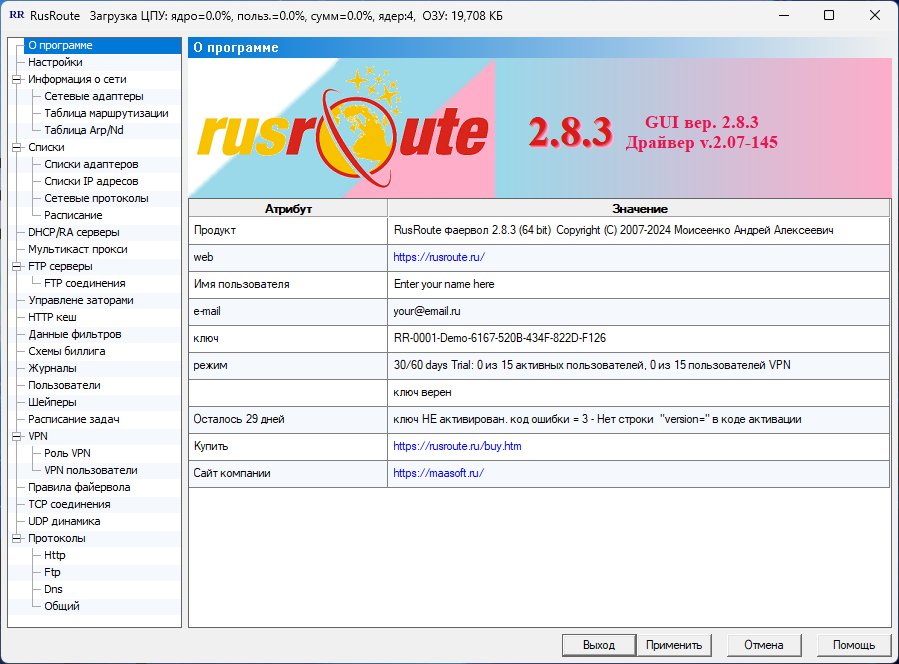 RR RusRoute Загрузка ЦПУ: ядро=0.0%, польз.=0.0%, сумм=0.0%, ядер:4, ОЗУ: 19,708 КБ
О программе
Настройки
Информация о сети
Сетевые адаптеры
Таблица маршрутизации
Таблица Arp/Nd
Списки
Списки адаптеров
Списки IP адресов
Сетевые протоколы
Расписание
DHCP/RA серверы
Мультикаст прокси
FTP серверы
FTP соединения
Управлене заторами
HTTP кеш
Данные фильтров
Схемы биллига
Журналы
Пользователи
Шейперы
Расписание задач
VPN
Роль VPN
VPN пользователи
Правила файервола
TCP соединения
UDP динамика
Протоколы
Http
Ftp
Dns
Общий
О программе
rusroute
2.8.3
GUI вер. 2.8.3
Драйвер v.2.07-145
Атрибут Значение
Продукт RusRoute фаервол 2.8.3 (64 bit) Copyright (C) 2007-2024 Моисеенко Андрей Алексеевич
web https://rusroute.ru/
Имя пользователя Enter your name here
e-mail your@email.ru
ключ RR-0001-Demo-6167-520B-434F-822D-F126
режим 30/60 days Trial: 0 из 15 активных пользователей, 0 из 15 пользователей VPN
ключ верен
Осталось 29 дней ключ НЕ активирован. код ошибки = 3 - Нет строки "version=" в коде активации
Купить https://rusroute.ru/buy.htm
Сайт компании https://maasoft.ru/
Выход Применить Отмена Помощь